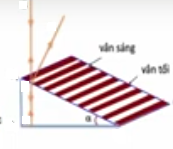 vân sáng
vân tối
α